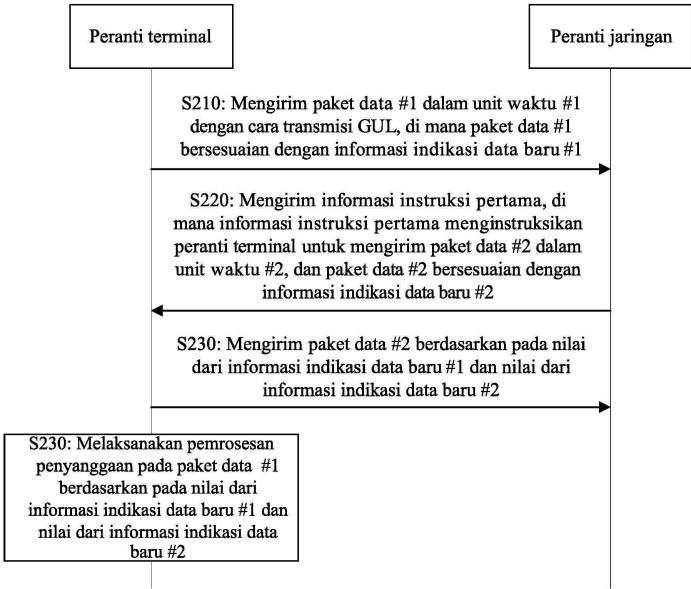 Peranti terminal
Peranti jaringan
S210: Mengirim paket data #1 dalam unit waktu #1
dengan cara transmisi GUL, di mana paket data #1
bersesuaian dengan informasi indikasi data baru #1
S220: Mengirim informasi instruksi pertama, di
mana informasi instruksi pertama menginstruksikan
peranti terminal untuk mengirim paket data #2 dalam
unit waktu #2, dan paket data #2 bersesuaian dengan
informasi indikasi data baru #2
S230: Mengirim paket data #2 berdasarkan pada nilai
dari informasi indikasi data baru #1 dan nilai dari
informasi indikasi data baru #2
S230: Melaksanakan pemrosesan
penyanggaan pada paket data #1
berdasarkan pada nilai dari
informasi indikasi data baru #1 dan
nilai dari informasi indikasi data
baru #2